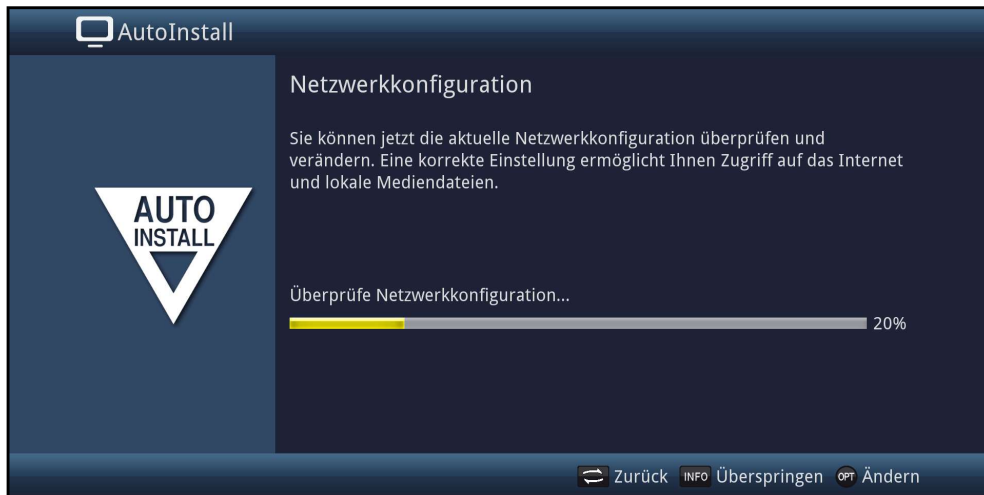 AutoInstall
Netzwerkkonfiguration
Sie können jetzt die aktuelle Netzwerkkonfiguration überprüfen und
verändern. Eine korrekte Einstellung ermöglicht Ihnen Zugriff auf das Internet
und lokale Mediendateien.
AUTO
INSTALL
Überprüfe Netzwerkkonfiguration...
20%
Zurück INFO Überspringen OPT Ändern